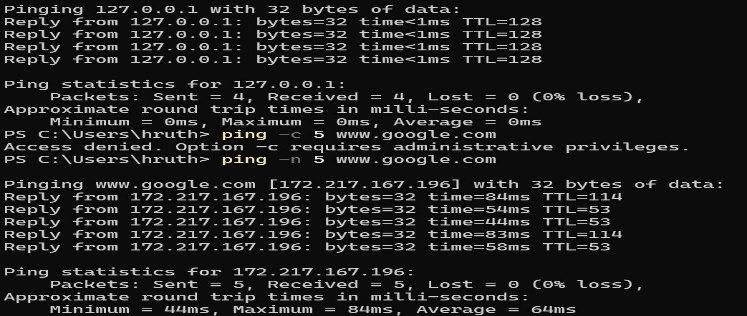 Pinging 127.0.0.1 with 32 bytes of data:
Reply from 127.0.0.1: bytes=32 time<1ms TTL=128
Reply from 127.0.0.1: bytes=32 time<1ms TTL=128
Reply from 127.0.0.1: bytes=32 time<1ms TTL=128
Reply from 127.0.0.1: bytes=32 time<1ms TTL=128
Ping statistics for 127.0.0.1:
Packets: Sent = 4, Received = 4, Lost = 0 (0% loss),
Approximate round trip times in milli-seconds:
Minimum = 0ms, Maximum = 0ms, Average = 0ms
PS C:\Users\hruth> ping -c 5 www.google.com
Access denied. Option -c requires administrative privileges.
PS C:\Users\hruth> ping -n 5 www.google.com
Pinging www.google.com [172.217.167.196] with 32 bytes of data:
Reply from 172.217.167.196: bytes=32 time=84ms TTL=114
Reply from 172.217.167.196: bytes=32 time=54ms TTL=53
Reply from 172.217.167.196: bytes=32 time=44ms TTL=53
Reply from 172.217.167.196: bytes=32 time=83ms TTL=114
Reply from 172.217.167.196: bytes=32 time=58ms TTL=53
Ping statistics for 172.217.167.196:
Packets: Sent = 5, Received = 5, Lost = 0 (0% loss),
Approximate round trip times in milli-seconds:
Minimum = 44ms, Maximum = 84ms, Average = 64ms